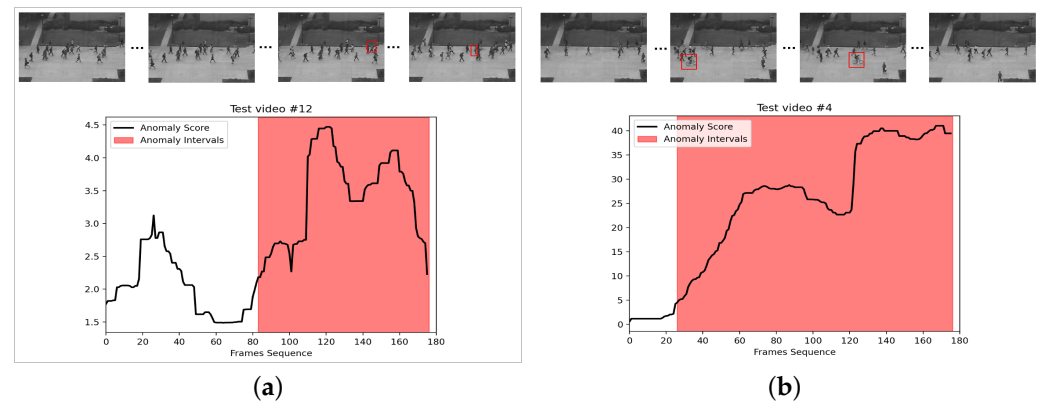 ... ... ...
Test video #12
Anomaly Score
Anomaly Intervals
4.5
4.0
3.5
3.0
2.5
2.0
1.5
0 20 40 60 80 100 120 140 160 180
Frames Sequence
(a)
... ... ...
Test video #4
Anomaly Score
Anomaly Intervals
40
35
30
25
20
15
10
5
0
0 20 40 60 80 100 120 140 160 180
Frames Sequence
(b)